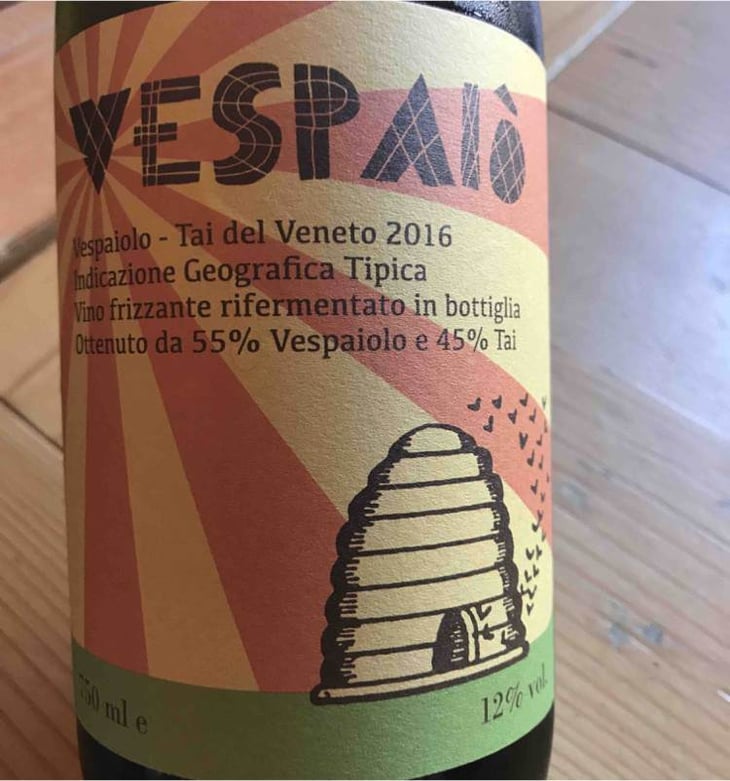 VESPAIÒ
Vespaiolo - Tai del Veneto 2016
Indicazione Geografica Tipica
Vino frizzante rifermentato in bottiglia
Ottenuto da 55% Vespaiolo e 45% Tai
750 ml e
12% vol.